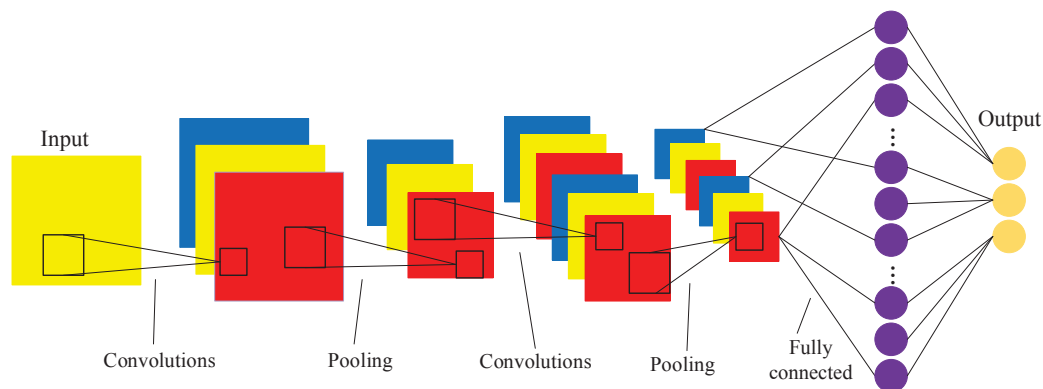 Input
Output
Convolutions
Pooling
Convolutions
Pooling
Fully
connected